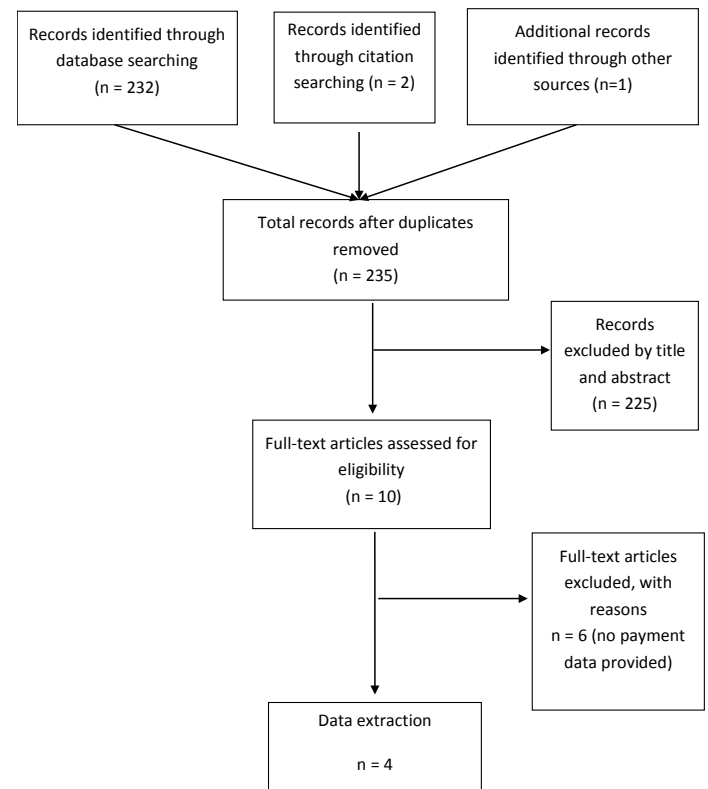 Records identified through
database searching
(n = 232)
Records identified
through citation
searching (n = 2)
Additional records
identified through other
sources (n=1)
Total records after duplicates
removed
(n = 235)
Records
excluded by title
and abstract
(n = 225)
Full-text articles assessed for
eligibility
(n = 10)
Full-text articles
excluded, with
reasons
n = 6 (no payment
data provided)
Data extraction
n = 4